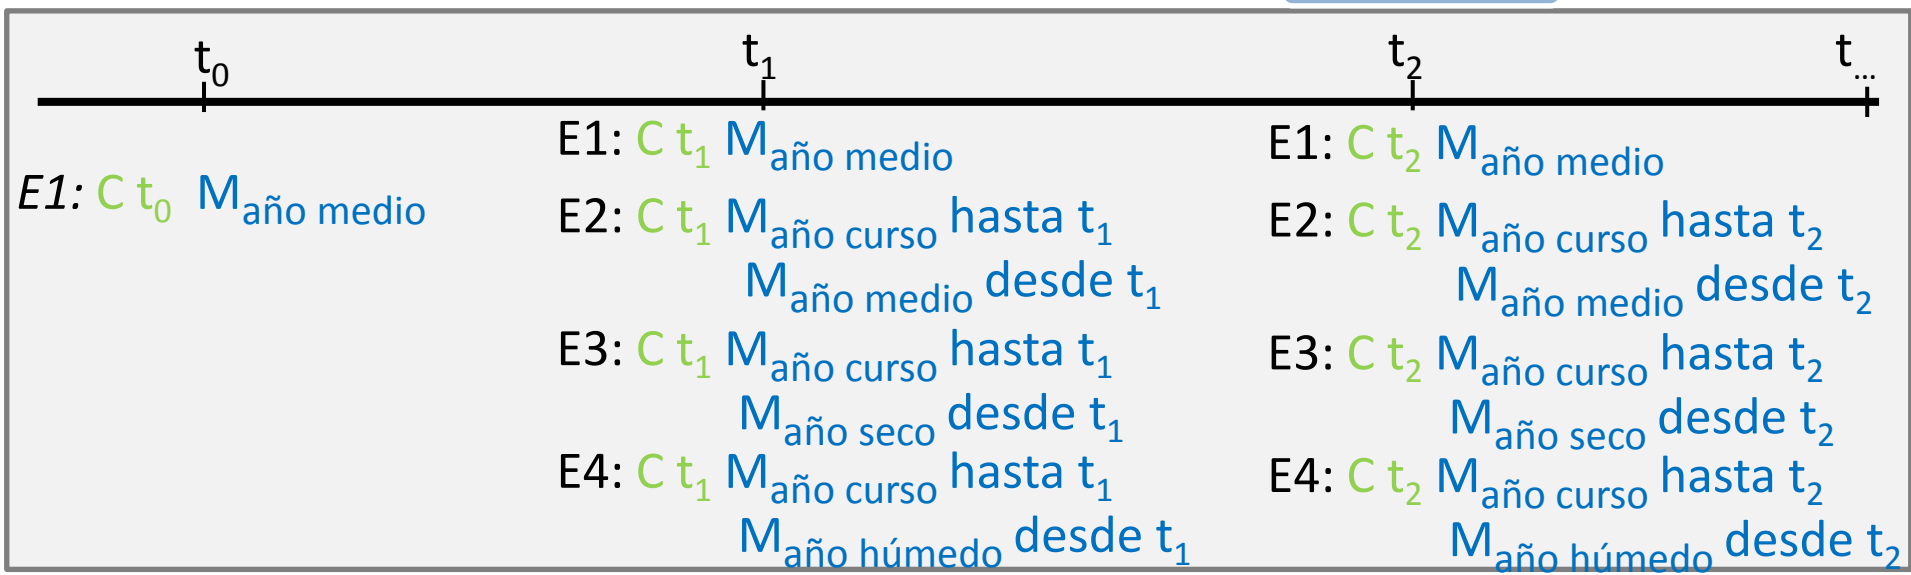 t0 t1 t2 t...
E1: C t0 Maño medio
E1: C t1 Maño medio
E2: C t1 Maño curso hasta t1
Maño medio desde t1
E3: C t1 Maño curso hasta t1
Maño seco desde t1
E4: C t1 Maño curso hasta t1
Maño húmedo desde t1
E1: C t2 Maño medio
E2: C t2 Maño curso hasta t2
Maño medio desde t2
E3: C t2 Maño curso hasta t2
Maño seco desde t2
E4: C t2 Maño curso hasta t2
Maño húmedo desde t2